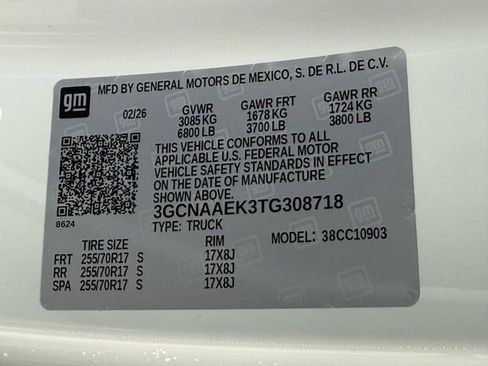 MFD BY GENERAL MOTORS DE MEXICO, S. DE R.L. DE C.V.
gm
02/26 GVWR GAWR FRT GAWR RR
3085 KG 1678 KG 1724 KG
6800 LB 3700 LB 3800 LB
THIS VEHICLE CONFORMS TO ALL
APPLICABLE U.S. FEDERAL MOTOR
VEHICLE SAFETY STANDARDS IN EFFECT
ON THE DATE OF MANUFACTURE
SHOWN ABOVE.
8624
3GCNAAEK3TG308718
TYPE: TRUCK MODEL: 38CC10903
TIRE SIZE RIM
FRT 255/70R17 S 17X8J
RR 255/70R17 S 17X8J
SPA 255/70R17 S 17X8J